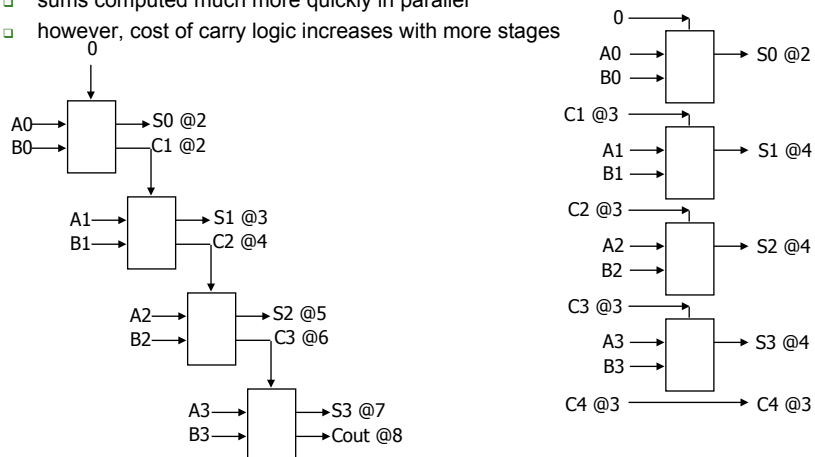 sums computed much more quickly in parallel
however, cost of carry logic increases with more stages
0
A0
B0
S0 @2
C1 @2
A1
B1
S1 @3
C2 @4
A2
B2
S2 @5
C3 @6
A3
B3
S3 @7
Cout @8
0
A0
B0
S0 @2
C1 @3
A1
B1
S1 @4
C2 @3
A2
B2
S2 @4
C3 @3
A3
B3
S3 @4
C4 @3
C4 @3